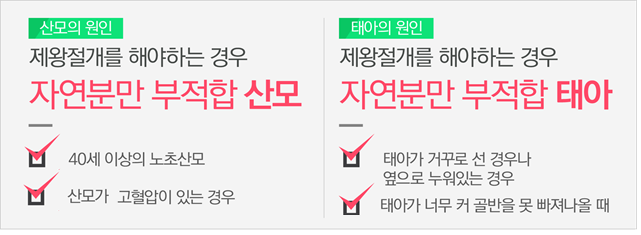 산모의 원인
제왕절개를 해야하는 경우
자연분만 부적합 산모
40세 이상의 노초산모
산모가 고혈압이 있는 경우
태아의 원인
제왕절개를 해야하는 경우
자연분만 부적합 태아
태아가 거꾸로 선 경우나
옆으로 누워있는 경우
태아가 너무 커 골반을 못 빠져나올 때